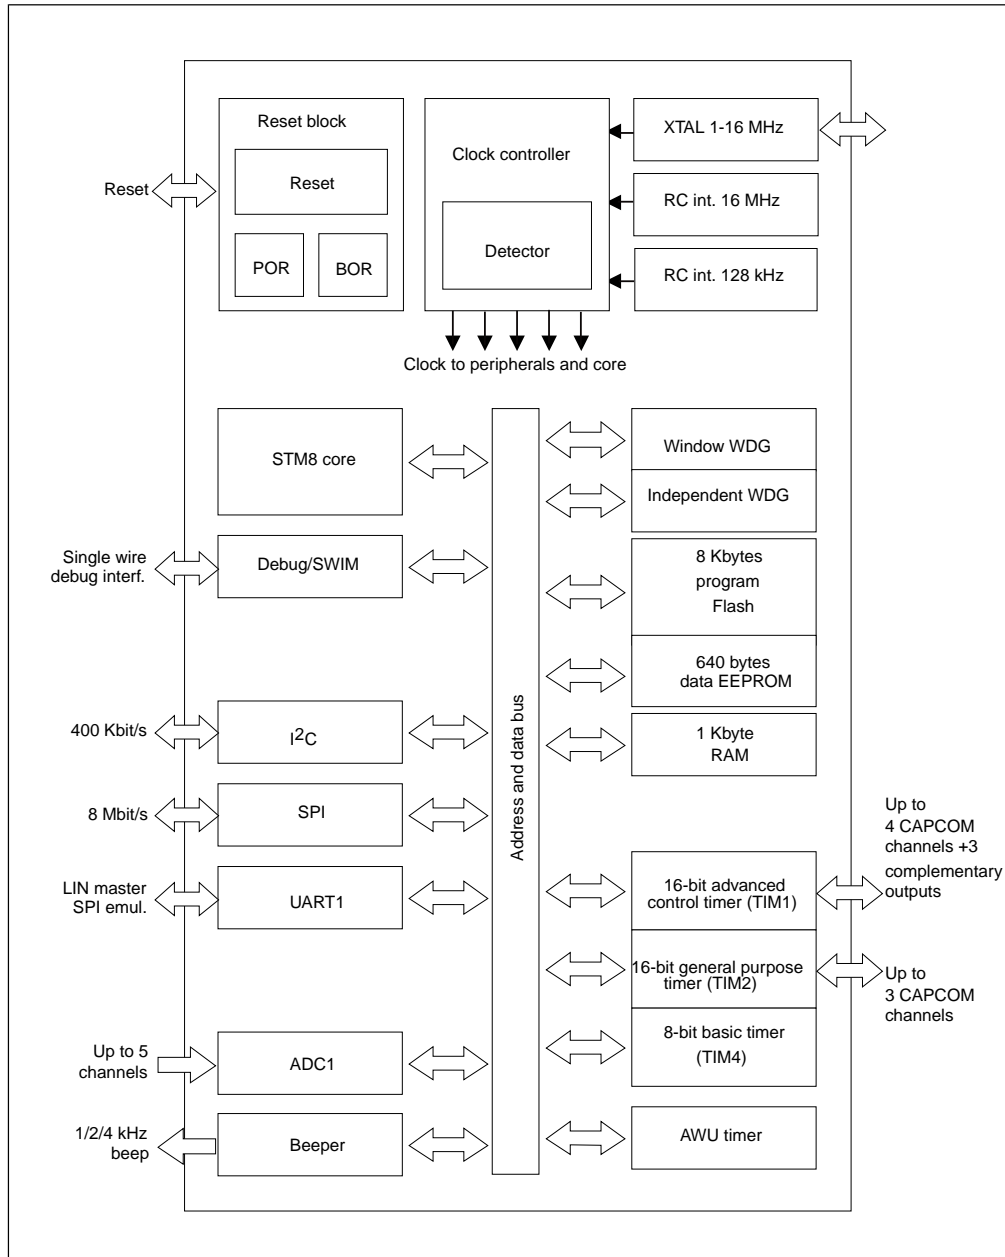 Reset block
Reset
POR
BOR
Reset
Clock controller
Detector
XTAL 1-16 MHz
RC int. 16 MHz
RC int. 128 kHz
Clock to peripherals and core
STM8 core
Single wire
debug interf.
Debug/SWIM
400 Kbit/s
I2C
8 Mbit/s
SPI
LIN master
SPI emul.
UART1
Up to 5
channels
ADC1
1/2/4 kHz
beep
Beeper
Address and data bus
Window WDG
Independent WDG
8 Kbytes
program
Flash
640 bytes
data EEPROM
1 Kbyte
RAM
16-bit advanced
control timer (TIM1)
Up to
4 CAPCOM
channels +3
complementary
outputs
16-bit general purpose
timer (TIM2)
Up to
3 CAPCOM
channels
8-bit basic timer
(TIM4)
AWU timer